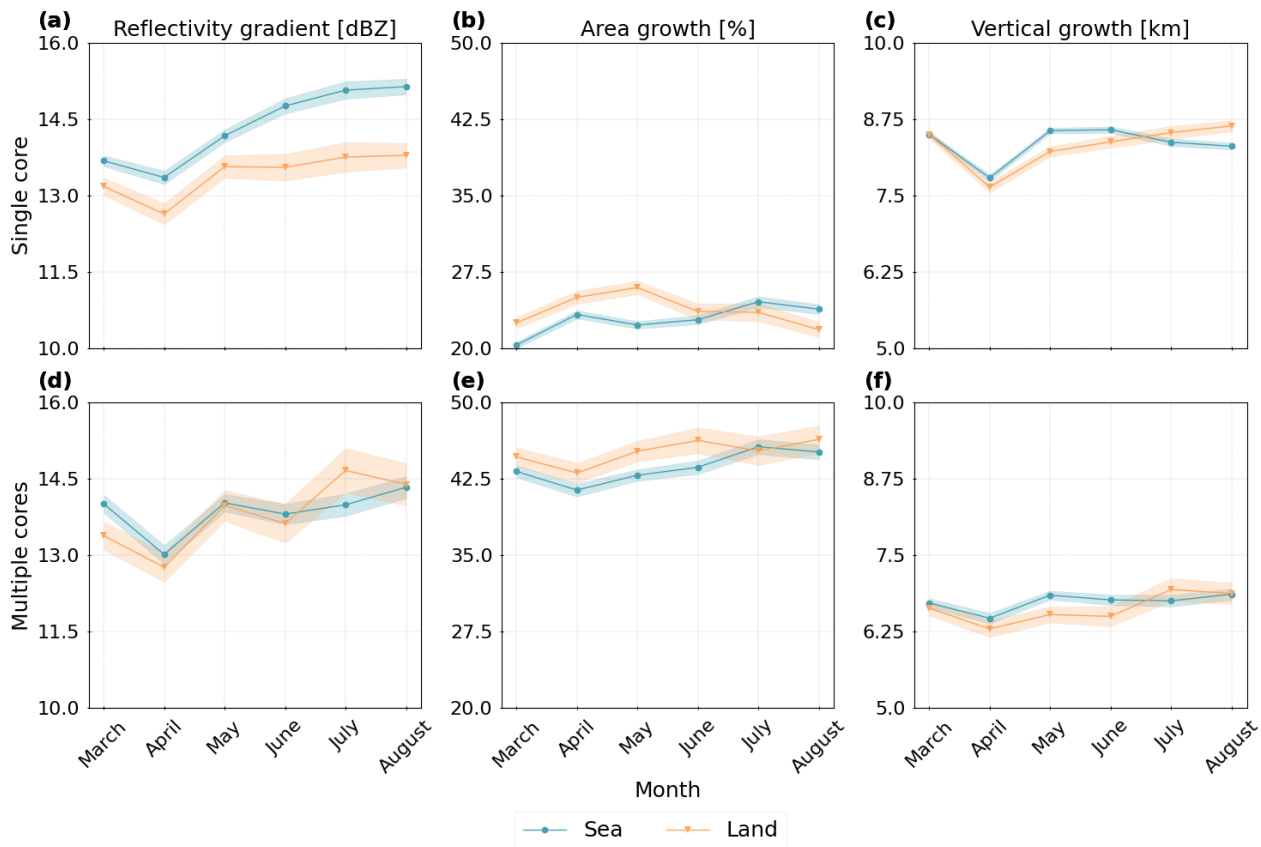 (a) Reflectivity gradient [dBZ]
(b) Area growth [%]
(c) Vertical growth [km]
Single core
16.0
14.5
13.0
11.5
10.0
50.0
42.5
35.0
27.5
20.0
10.0
8.75
7.5
6.25
5.0
(d)
(e)
(f)
Multiple cores
16.0
14.5
13.0
11.5
10.0
50.0
42.5
35.0
27.5
20.0
10.0
8.75
7.5
6.25
5.0
March April May June July August
March April May June July August
March April May June July August
Month
Sea Land